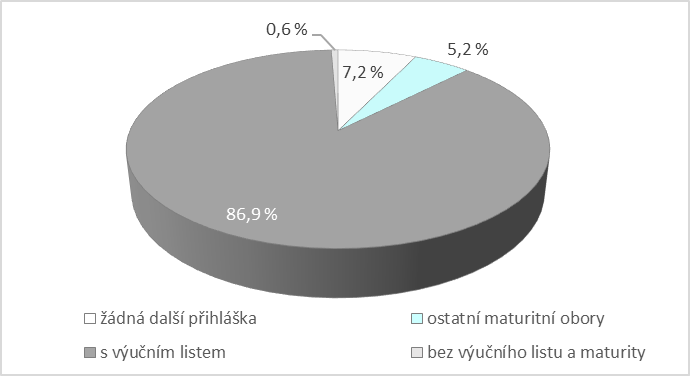 0,6 %
5,2 %
7,2 %
86,9 %
žádná další přihláška
ostatní maturitní obory
s výučním listem
bez výučního listu a maturity